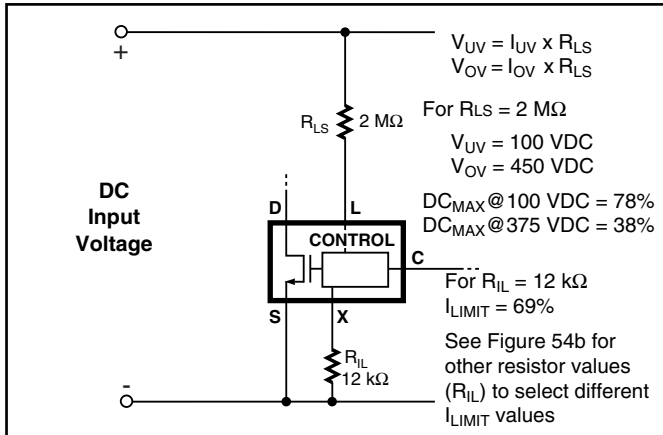 +
DC
Input
Voltage
-
R_LS
2 MΩ
D
L
CONTROL
C
S
X
R_IL
12 kΩ
V_UV = I_UV x R_LS
V_OV = I_OV x R_LS
For R_LS = 2 MΩ
V_UV = 100 VDC
V_OV = 450 VDC
DC_MAX@100 VDC = 78%
DC_MAX@375 VDC = 38%
For R_IL = 12 kΩ
I_LIMIT = 69%
See Figure 54b for
other resistor values
(R_IL) to select different
I_LIMIT values